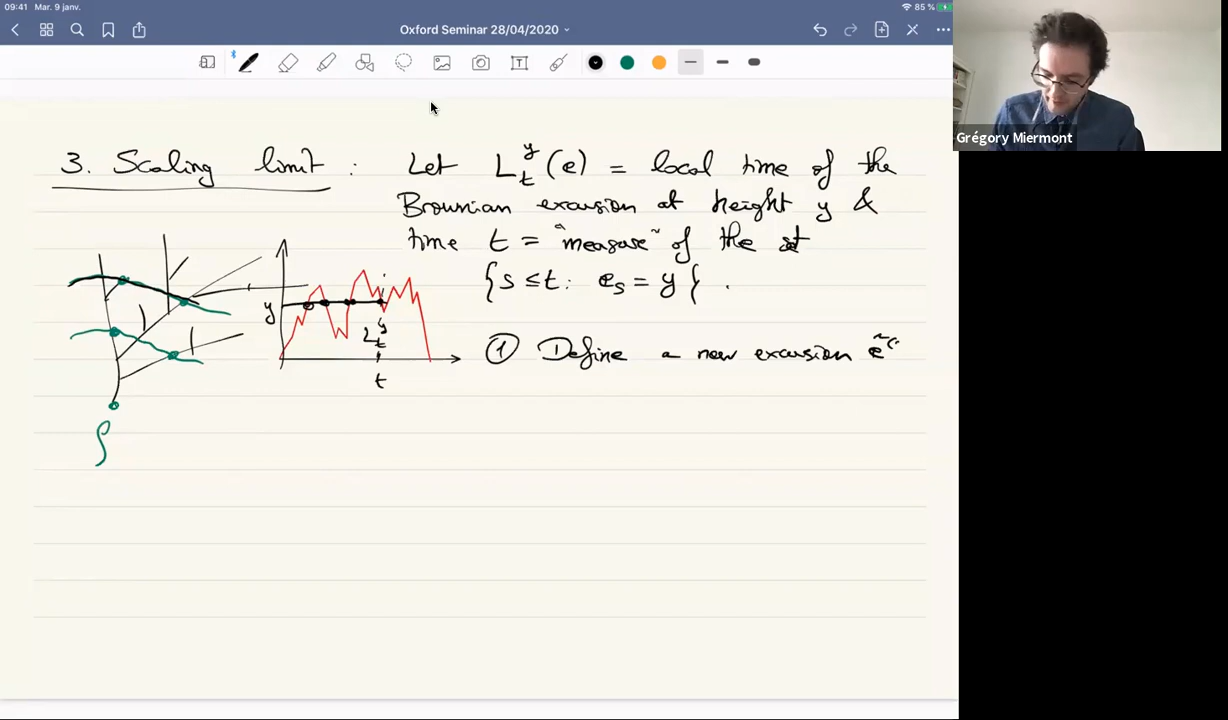 09:41 Mar. 9 janv.
85 %
Oxford Seminar 28/04/2020
Grégory Miermont
3. Scaling limit : Let L_t^y(e) = local time of the
Brownian excursion at height y &
time t = "measure" of the set
{s ≤ t: e_s = y} .
y
L_t^y
t
① Define a new excursion ẽ^(
ρ